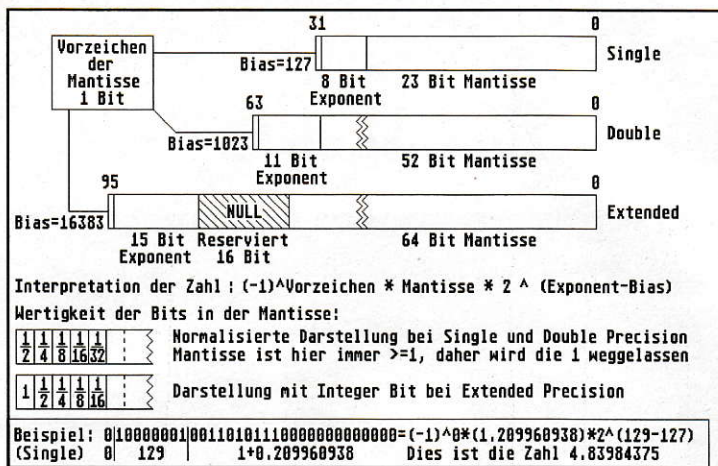 31 0
Vorzeichen
der
Mantisse
1 Bit
Bias=127
Single
8 Bit 23 Bit Mantisse
Exponent
63 0
Bias=1023
Double
11 Bit 52 Bit Mantisse
Exponent
95 0
NULL
Bias=16383
Extended
15 Bit Reserviert 64 Bit Mantisse
Exponent 16 Bit
Interpretation der Zahl : (-1)^Vorzeichen * Mantisse * 2 ^ (Exponent-Bias)
Wertigkeit der Bits in der Mantisse:
1/2 1/4 1/8 1/16 1/32
Normalisierte Darstellung bei Single und Double Precision
Mantisse ist hier immer >=1, daher wird die 1 weggelassen
1 1/2 1/4 1/8 1/16
Darstellung mit Integer Bit bei Extended Precision
Beispiel: 0|10000001|00110101110000000000000=(-1)^0*(1.209960938)*2^(129-127)
(Single) 0| 129 | 1+0.209960938 Dies ist die Zahl 4.83984375